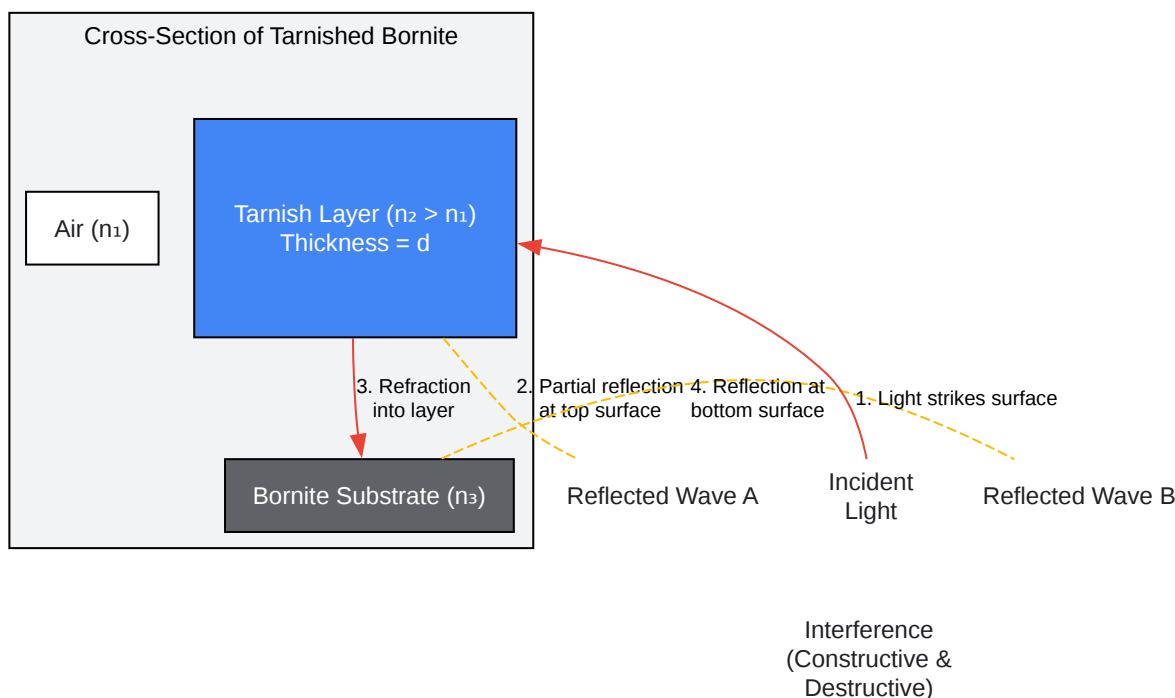 Cross-Section of Tarnished Bornite
Air (n₁)
Tarnish Layer (n₂ > n₁)
Thickness = d
3. Refraction
into layer
2. Partial reflection
at top surface
4. Reflection at
bottom surface
1. Light strikes surface
Bornite Substrate (n₃)
Reflected Wave A
Incident
Light
Reflected Wave B
Interference
(Constructive &
Destructive)